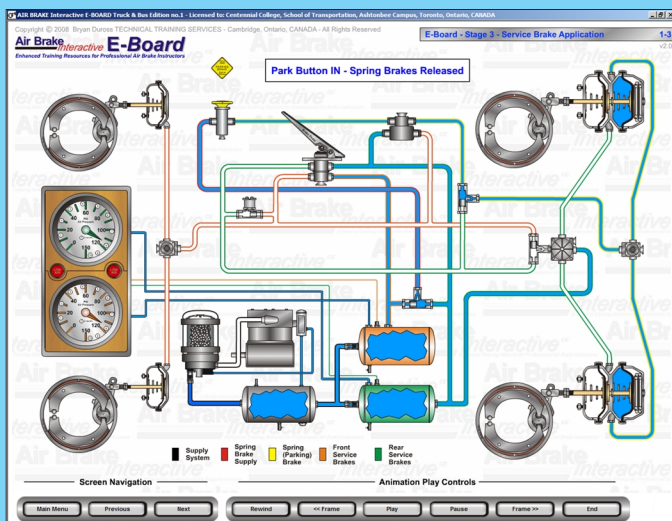 AIR BRAKE Interactive E-BOARD Truck & Bus Edition no.1 - Licensed to: Centennial College, School of Transportation, Ashtonbee Campus, Toronto, Ontario, CANADA
Copyright © 2008 Bryan Duross TECHNICAL TRAINING SERVICES - Cambridge, Ontario, CANADA - All Rights Reserved
Air Brake Interactive E-Board
Enhanced Training Resources for Professional Air Brake Instructors
E-Board - Stage 3 - Service Brake Application
1-3
v2.0
Park Button IN - Spring Brakes Released
Supply System
Spring Brake Supply
Spring (Parking) Brake
Front Service Brakes
Rear Service Brakes
Screen Navigation
Animation Play Controls
Main Menu
Previous
Next
Rewind
<< Frame
Play
Pause
Frame >>
End